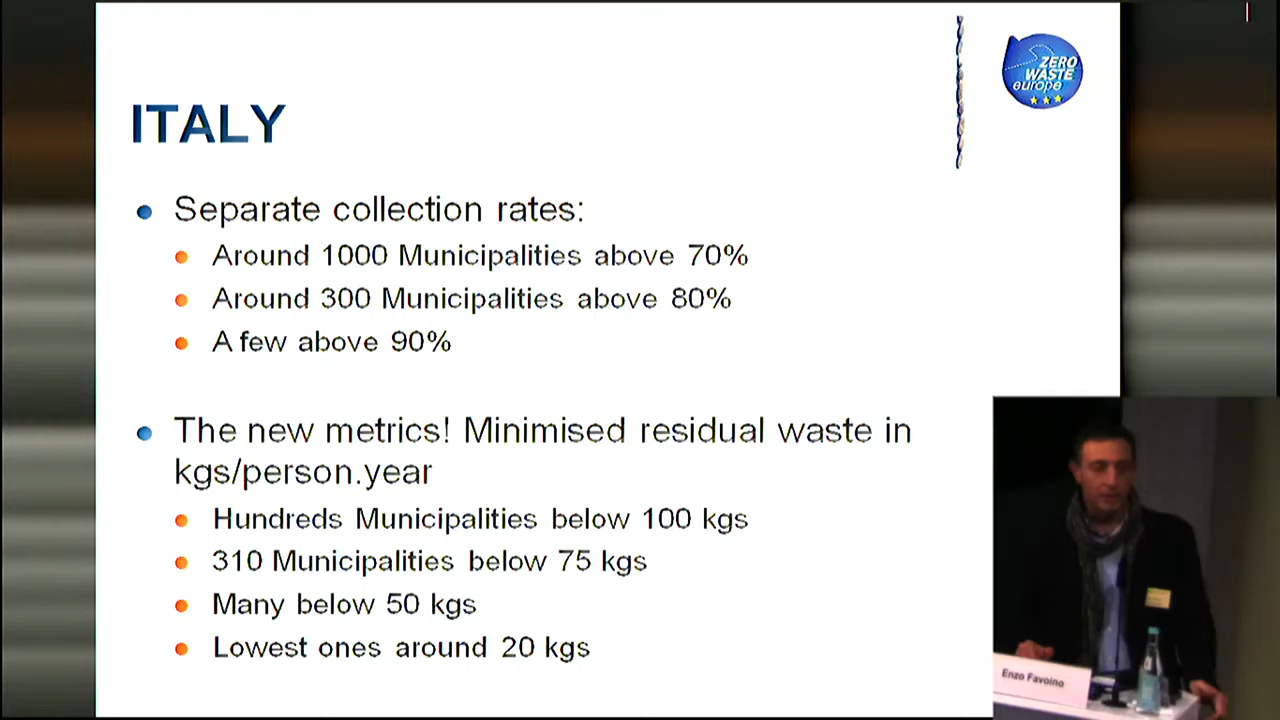 ZERO
WASTE
europe
ITALY
Separate collection rates:
Around 1000 Municipalities above 70%
Around 300 Municipalities above 80%
A few above 90%
The new metrics! Minimised residual waste in
kgs/person.year
Hundreds Municipalities below 100 kgs
310 Municipalities below 75 kgs
Many below 50 kgs
Lowest ones around 20 kgs
Enzo Favoino